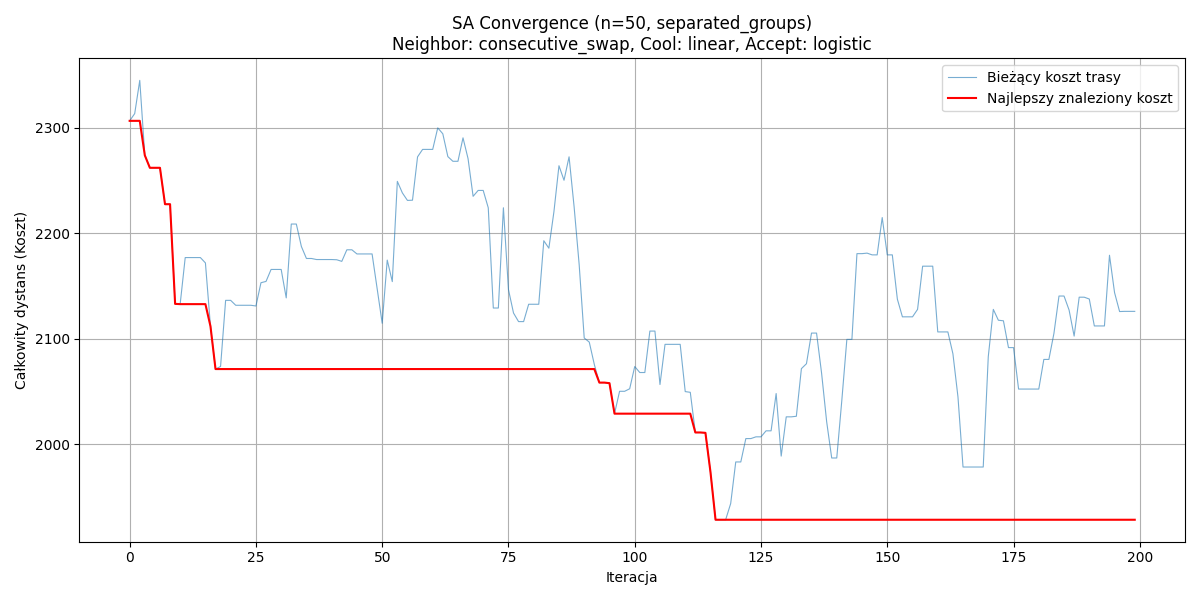 SA Convergence (n=50, separated_groups)
Neighbor: consecutive_swap, Cool: linear, Accept: logistic
Bieżący koszt trasy
Najlepszy znaleziony koszt
Całkowity dystans (Koszt)
2300
2200
2100
2000
0 25 50 75 100 125 150 175 200
Iteracja